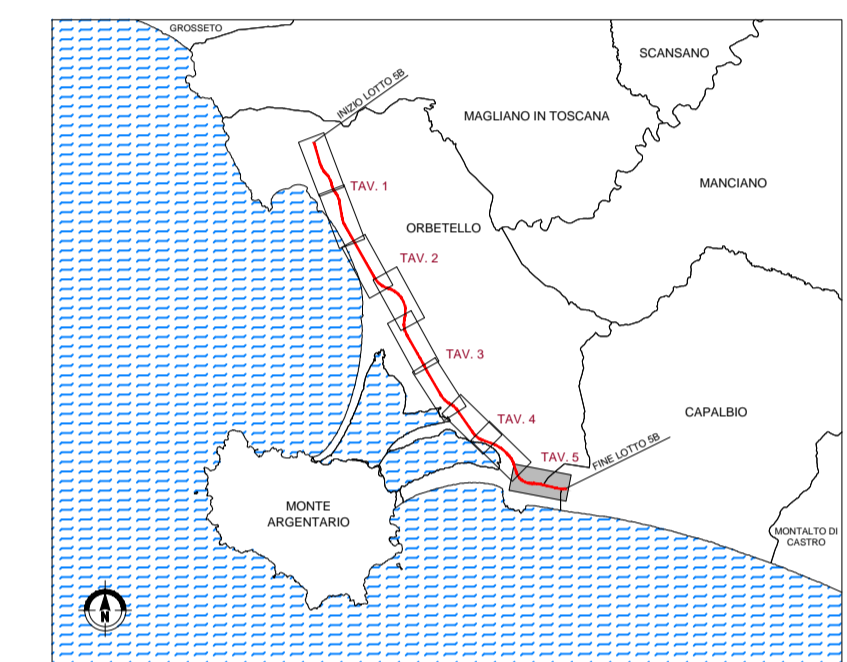 GROSSETO
SCANSANO
INIZIO LOTTO 5B
MAGLIANO IN TOSCANA
MANCIANO
TAV. 1
ORBETELLO
TAV. 2
TAV. 3
CAPALBIO
TAV. 4
FINE LOTTO 5B
TAV. 5
MONTE
ARGENTARIO
MONTALTO DI
CASTRO
N